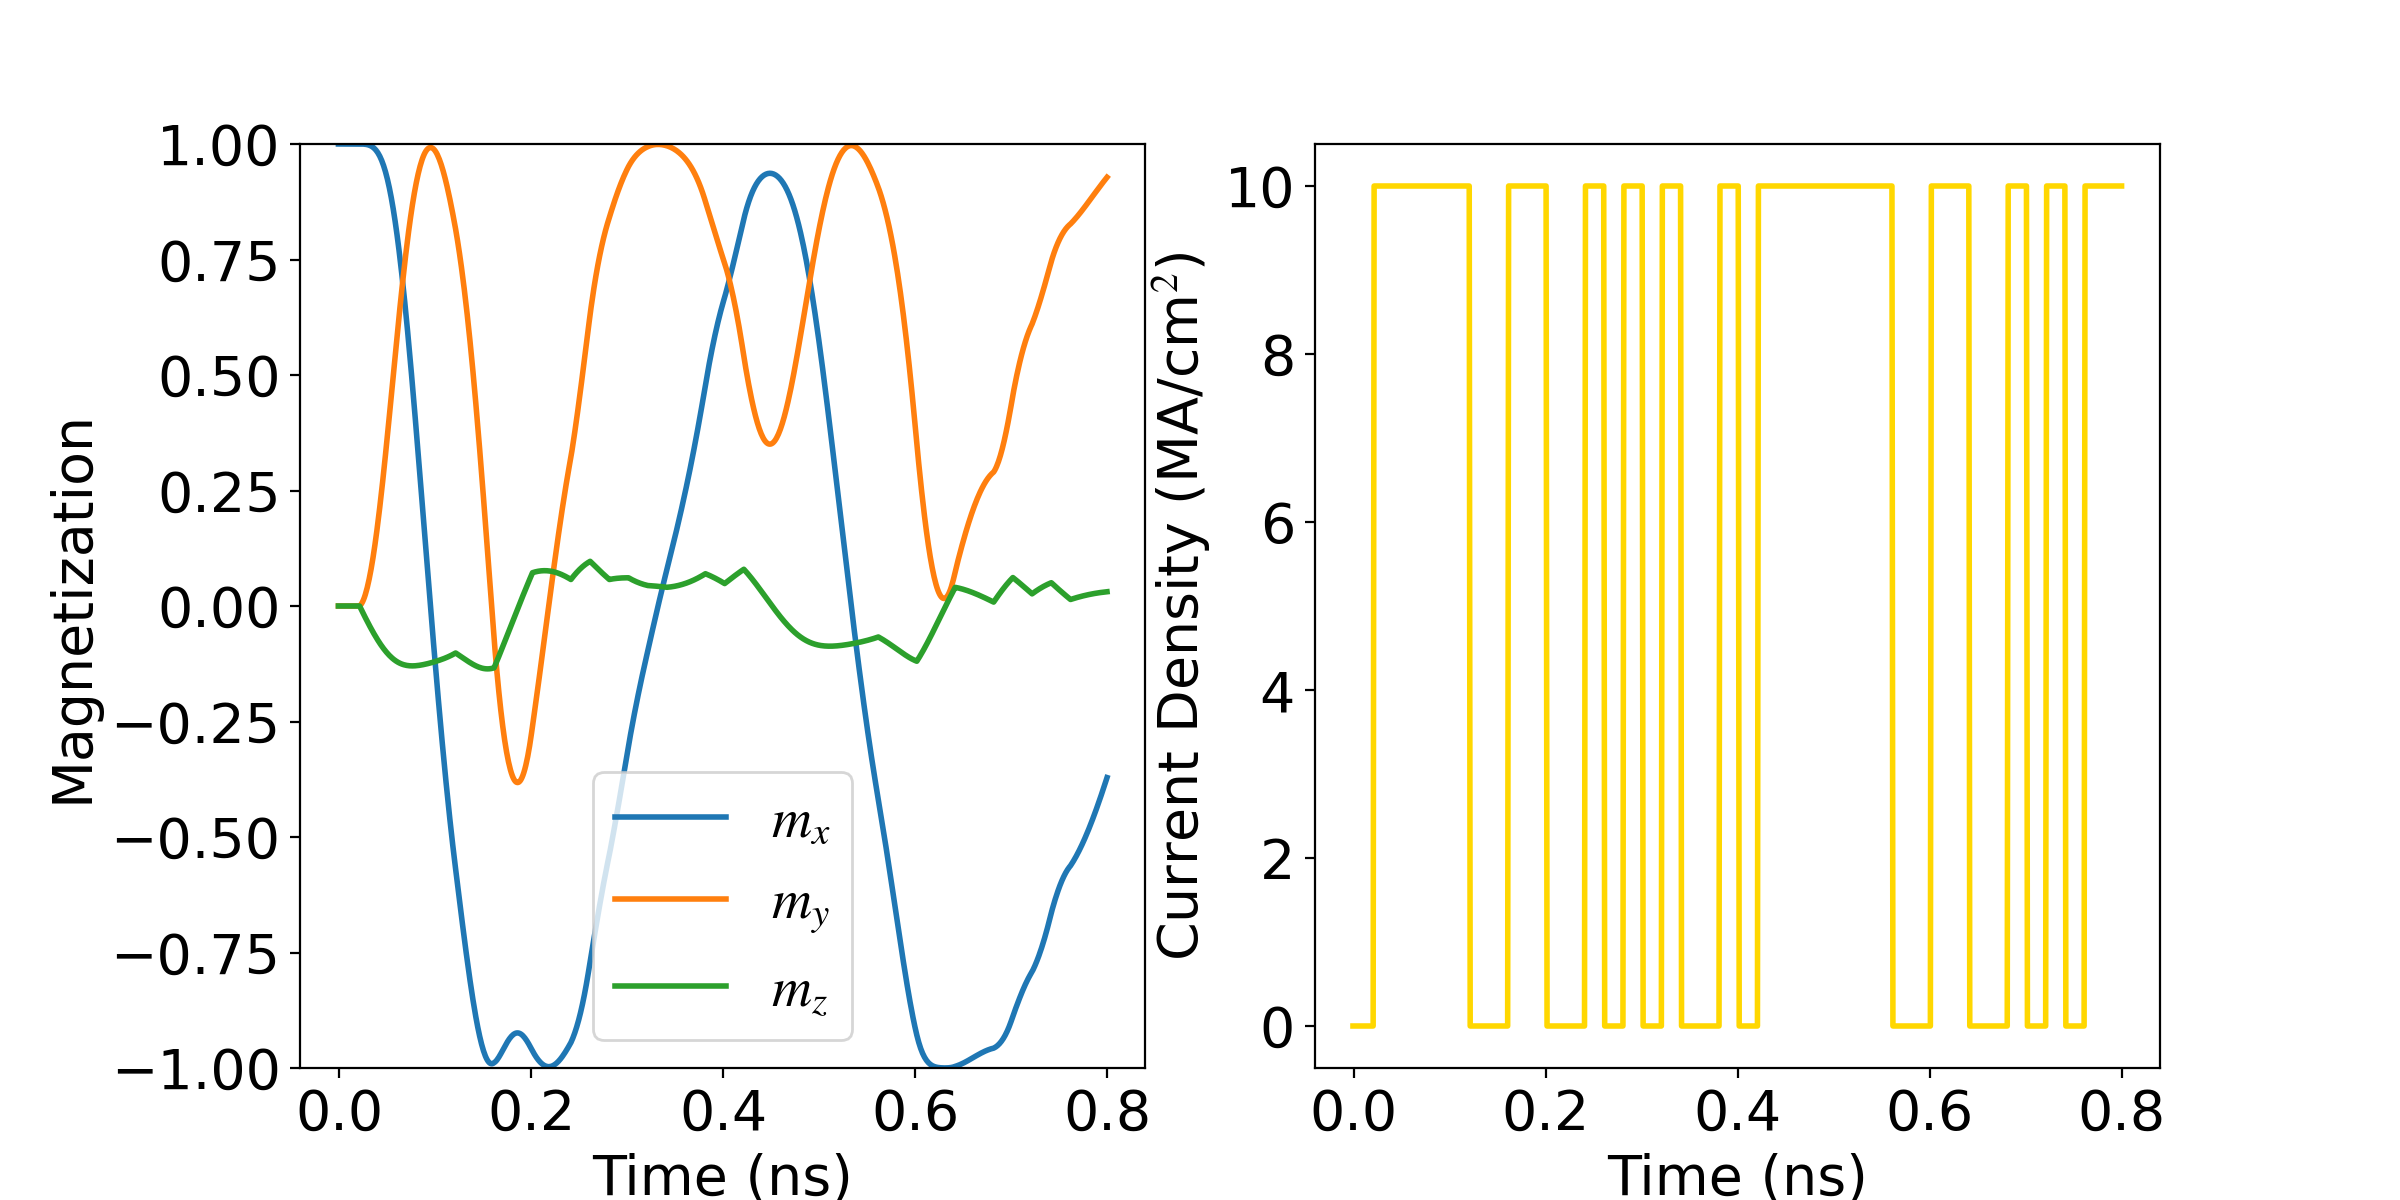 1.00
0.75
0.50
0.25
0.00
−0.25
−0.50
−0.75
−1.00
Magnetization
0.0 0.2 0.4 0.6 0.8
Time (ns)
m_x
m_y
m_z
10
8
6
4
2
0
Current Density (MA/cm²)
0.0 0.2 0.4 0.6 0.8
Time (ns)